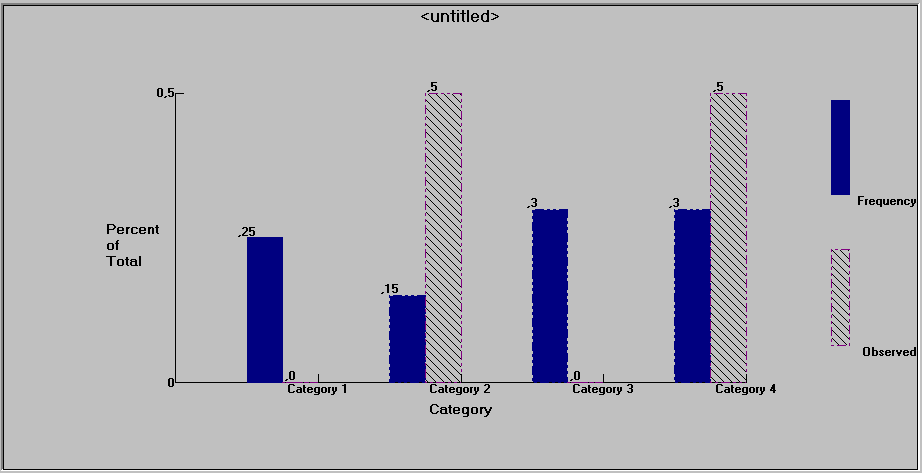 <untitled>
,5
,5
0,5
,3
,3
Frequency
Percent
of
Total
,25
,15
Observed
,0
,0
0
Category 1
Category 2
Category 3
Category 4
Category